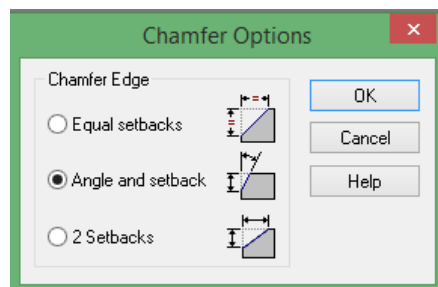 Chamfer Options
Chamfer Edge
Equal setbacks
Angle and setback
2 Setbacks
OK
Cancel
Help